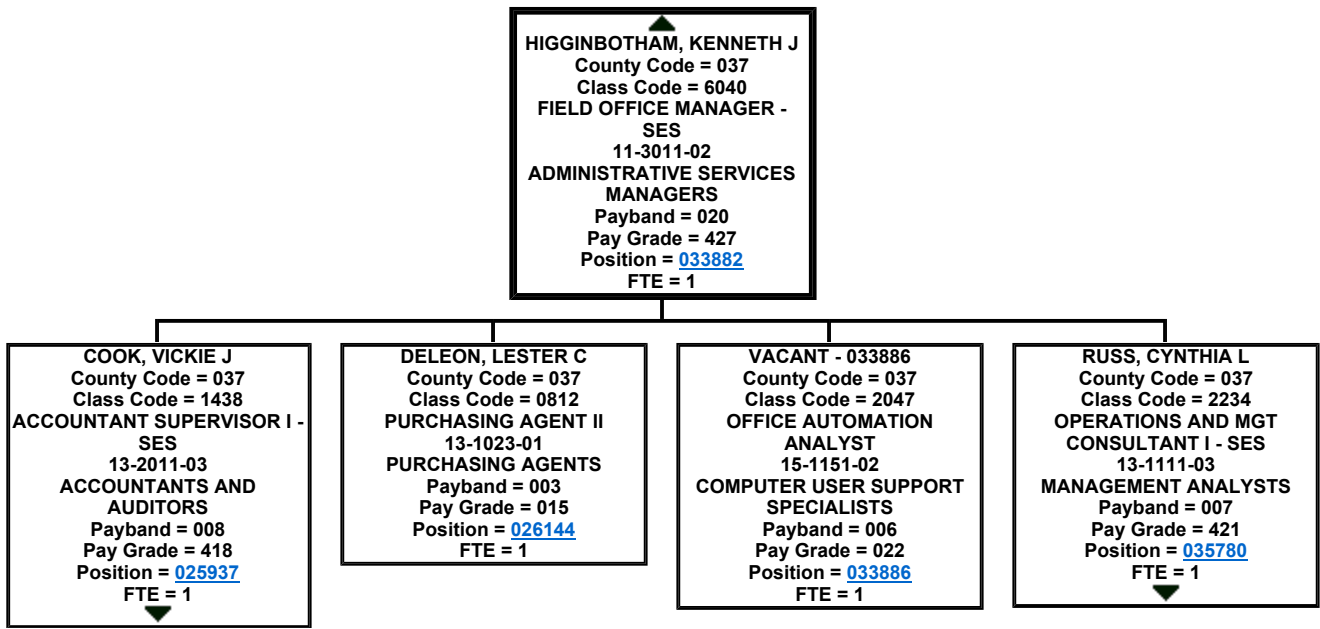 HIGGINBOTHAM, KENNETH J
County Code = 037
Class Code = 6040
FIELD OFFICE MANAGER -
SES
11-3011-02
ADMINISTRATIVE SERVICES
MANAGERS
Payband = 020
Pay Grade = 427
Position = 033882
FTE = 1
COOK, VICKIE J
County Code = 037
Class Code = 1438
ACCOUNTANT SUPERVISOR I -
SES
13-2011-03
ACCOUNTANTS AND
AUDITORS
Payband = 008
Pay Grade = 418
Position = 025937
FTE = 1
DELEON, LESTER C
County Code = 037
Class Code = 0812
PURCHASING AGENT II
13-1023-01
PURCHASING AGENTS
Payband = 003
Pay Grade = 015
Position = 026144
FTE = 1
VACANT - 033886
County Code = 037
Class Code = 2047
OFFICE AUTOMATION
ANALYST
15-1151-02
COMPUTER USER SUPPORT
SPECIALISTS
Payband = 006
Pay Grade = 022
Position = 033886
FTE = 1
RUSS, CYNTHIA L
County Code = 037
Class Code = 2234
OPERATIONS AND MGT
CONSULTANT I - SES
13-1111-03
MANAGEMENT ANALYSTS
Payband = 007
Pay Grade = 421
Position = 035780
FTE = 1